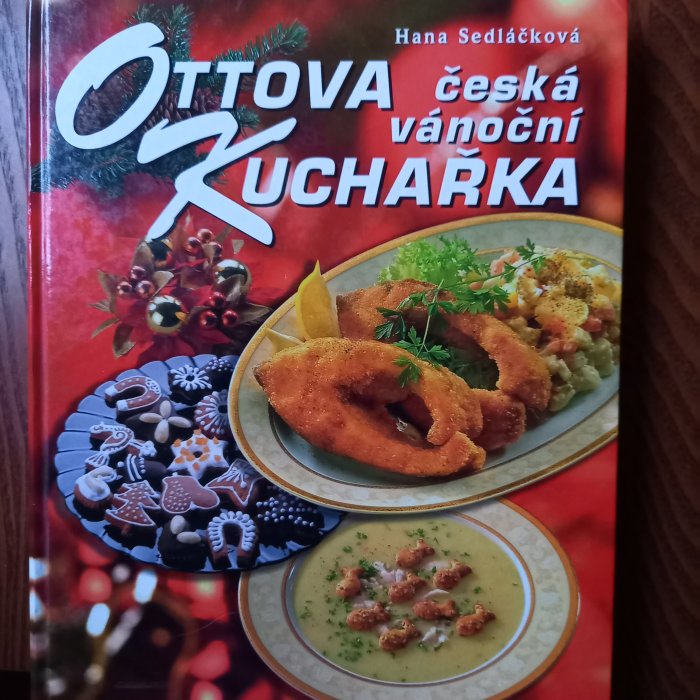 Hana Sedláčková
OTTOVA česká
vánoční
KUCHAŘKA